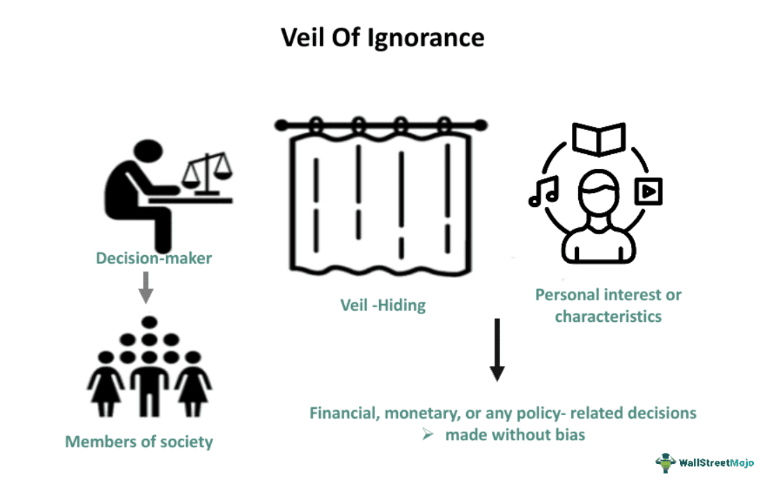 Veil Of Ignorance
Decision-maker
Veil -Hiding
Personal interest or
characteristics
Members of society
Financial, monetary, or any policy- related decisions
➢ made without bias
WallStreetMojo